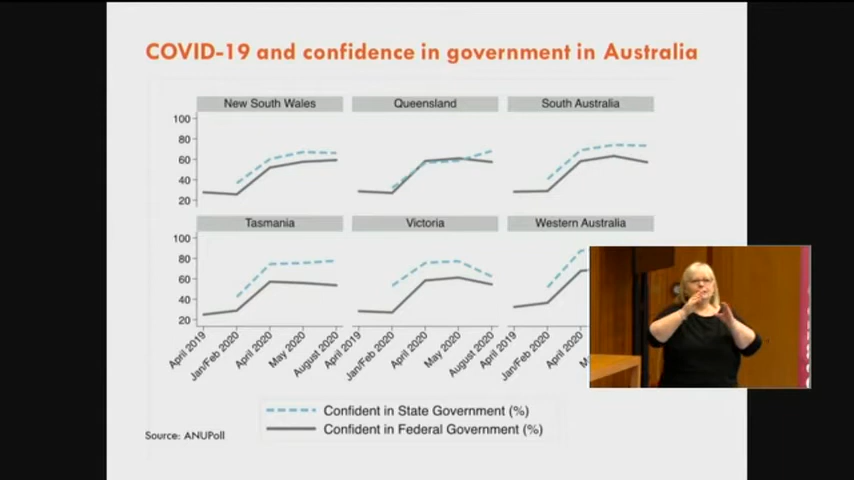 COVID-19 and confidence in government in Australia
New South Wales
Queensland
South Australia
100
80
60
40
20
Tasmania
Victoria
Western Australia
100
80
60
40
20
April 2019
Jan/Feb 2020
April 2020
May 2020
August 2020
April 2019
Jan/Feb 2020
April 2020
May 2020
August 2020
April 2019
Jan/Feb 2020
April 2020
Confident in State Government (%)
Confident in Federal Government (%)
Source: ANUPoll